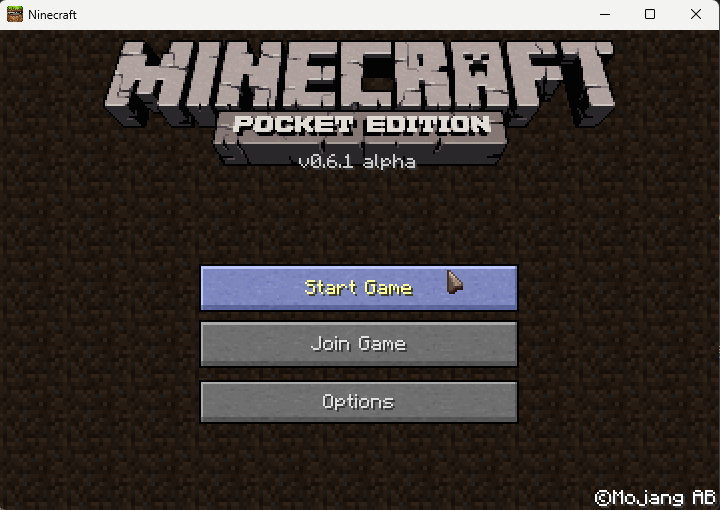 Ninecraft
MINECRAFT
POCKET EDITION
v0.6.1 alpha
Start Game
Join Game
Options
©Mojang AB